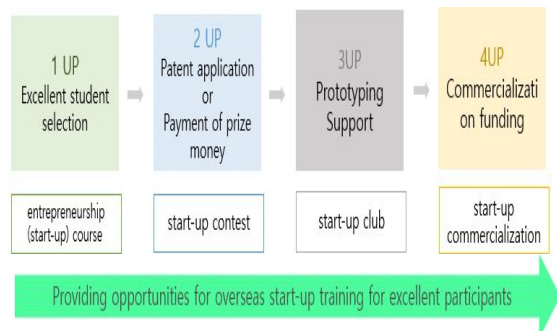 1 UP
Excellent student
selection
2 UP
Patent application
or
Payment of prize
money
3UP
Prototyping
Support
4UP
Commercializati
on funding
entrepreneurship
(start-up) course
start-up contest
start-up club
start-up
commercialization
Providing opportunities for overseas start-up training for excellent participants